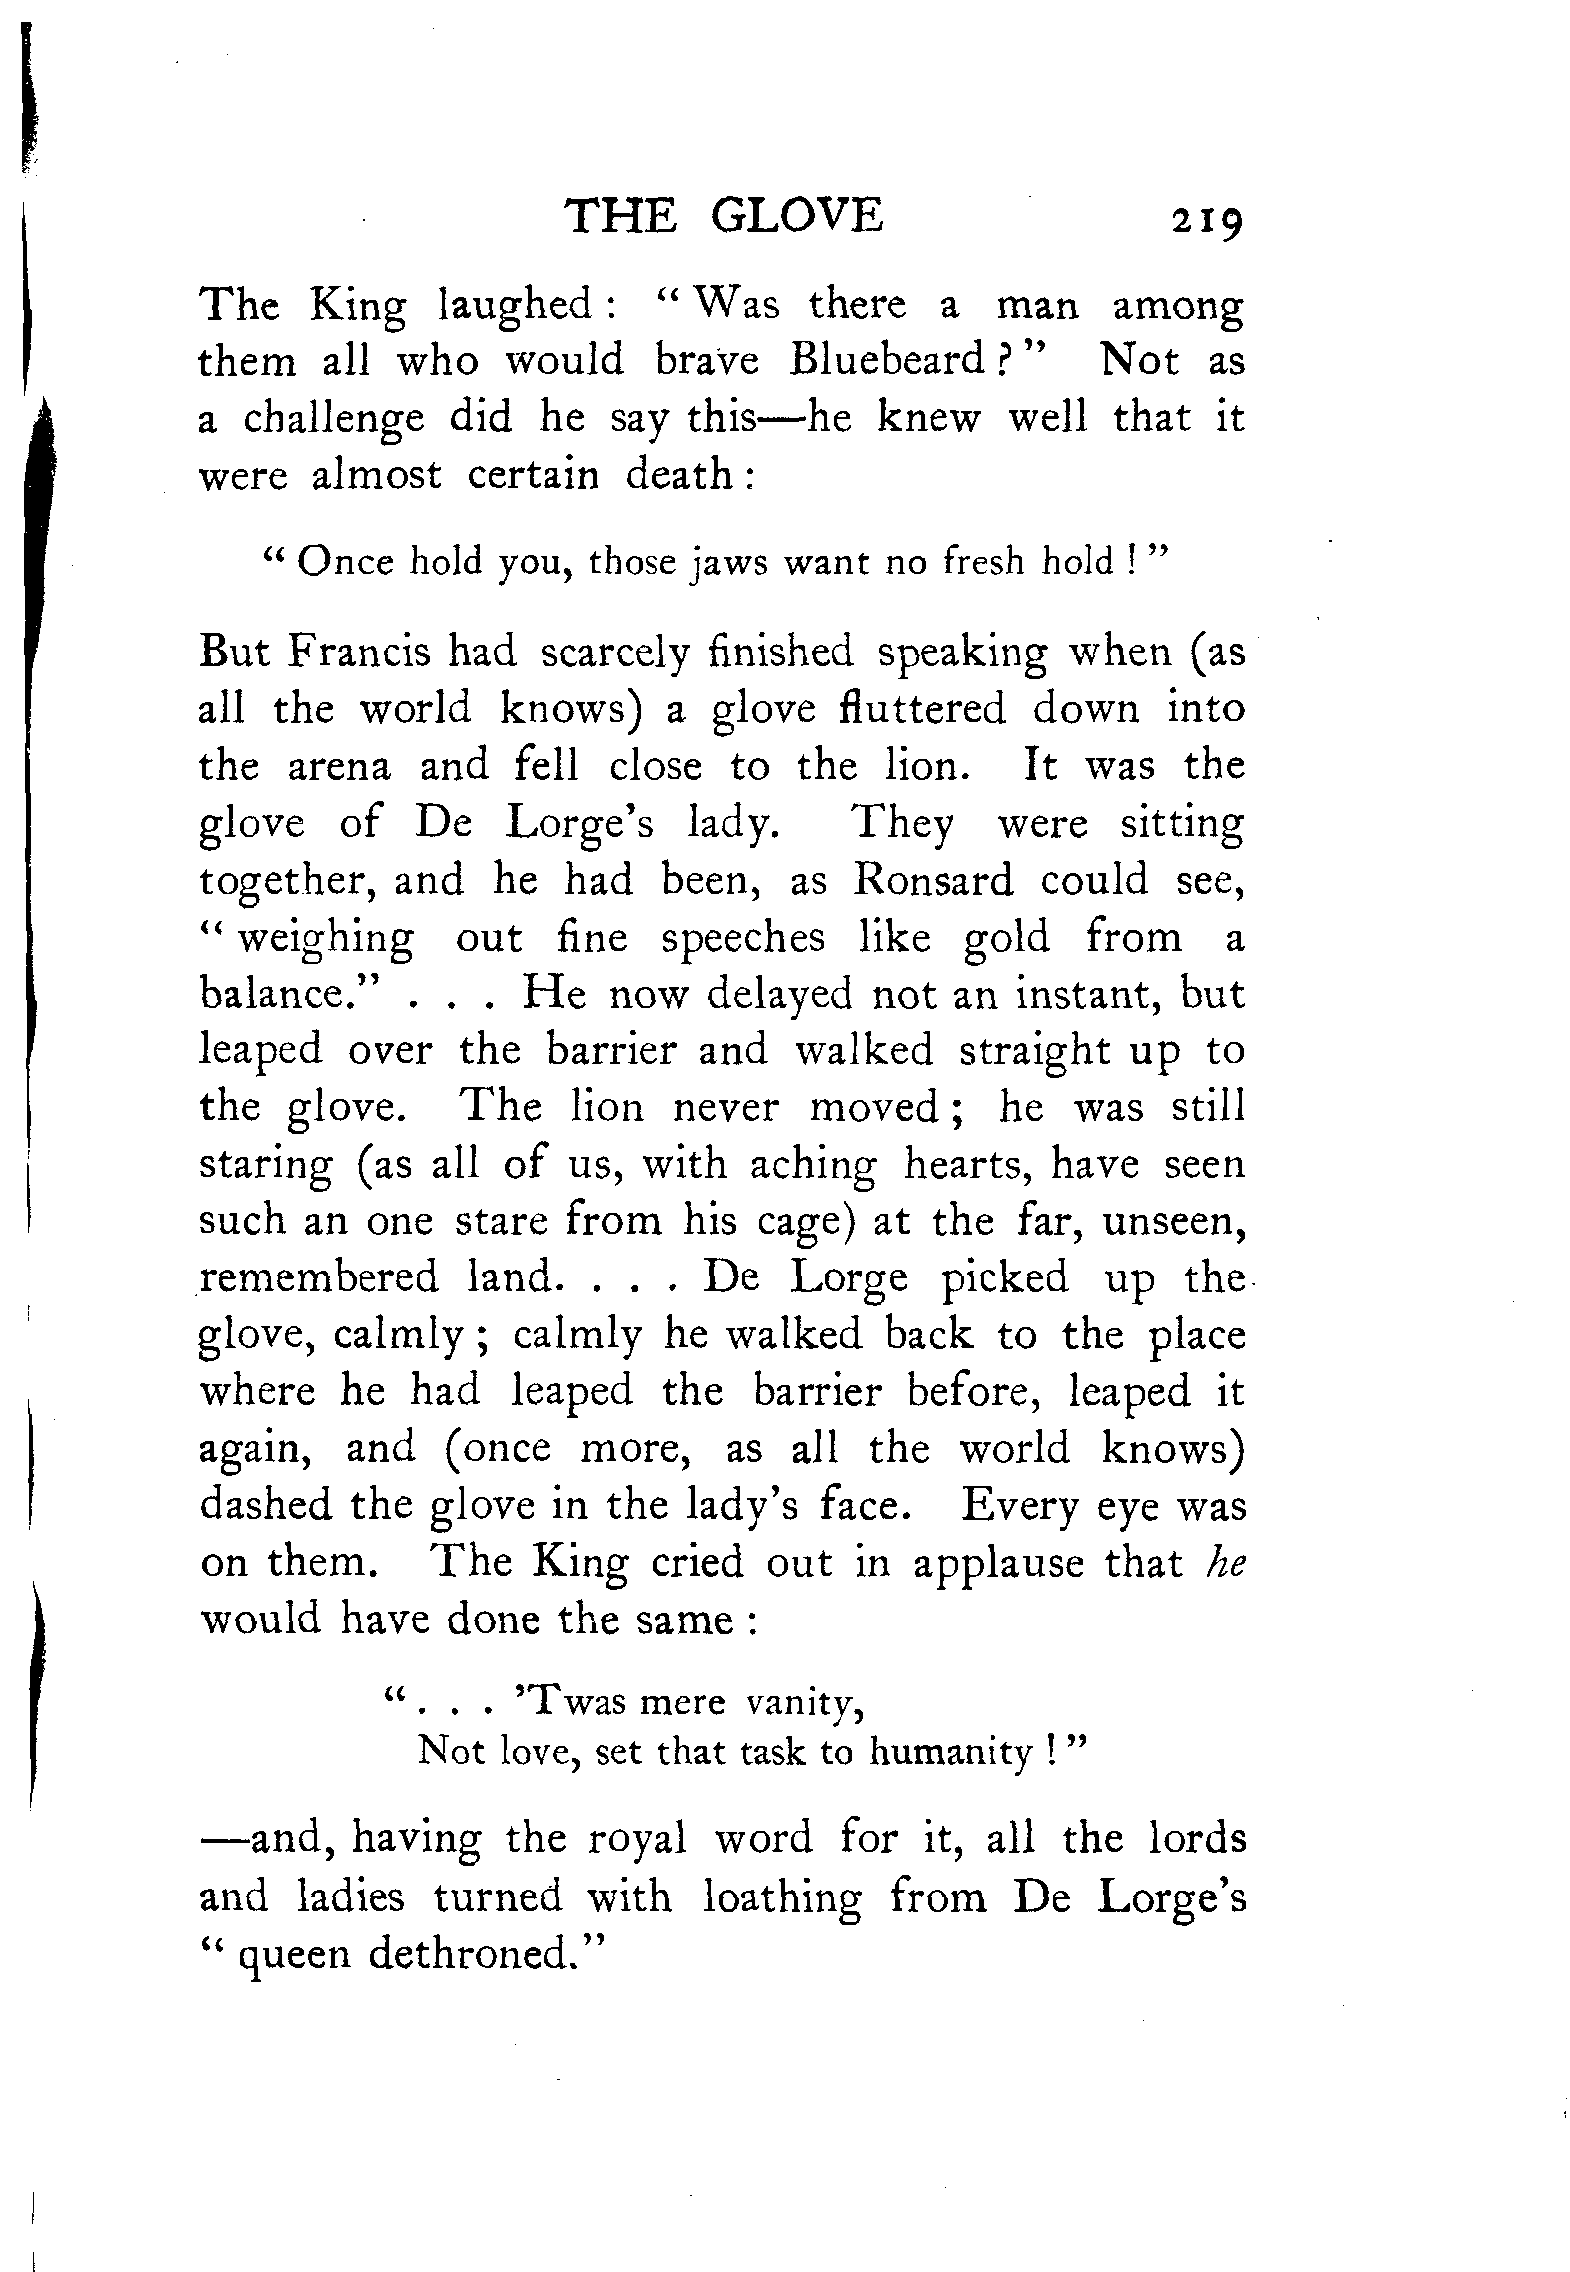 THE GLOVE 219
The King laughed : “ Was there a man among
them all who would brave Bluebeard ? ” Not as
a challenge did he say this—he knew well that it
were almost certain death :
“ Once hold you, those jaws want no fresh hold ! ”
But Francis had scarcely finished speaking when (as
all the world knows) a glove fluttered down into
the arena and fell close to the lion. It was the
glove of De Lorge’s lady. They were sitting
together, and he had been, as Ronsard could see,
“ weighing out fine speeches like gold from a
balance.” . . . He now delayed not an instant, but
leaped over the barrier and walked straight up to
the glove. The lion never moved ; he was still
staring (as all of us, with aching hearts, have seen
such an one stare from his cage) at the far, unseen,
remembered land. . . . De Lorge picked up the
glove, calmly ; calmly he walked back to the place
where he had leaped the barrier before, leaped it
again, and (once more, as all the world knows)
dashed the glove in the lady’s face. Every eye was
on them. The King cried out in applause that he
would have done the same :
“ . . . ’Twas mere vanity,
Not love, set that task to humanity ! ”
—and, having the royal word for it, all the lords
and ladies turned with loathing from De Lorge’s
“ queen dethroned.”